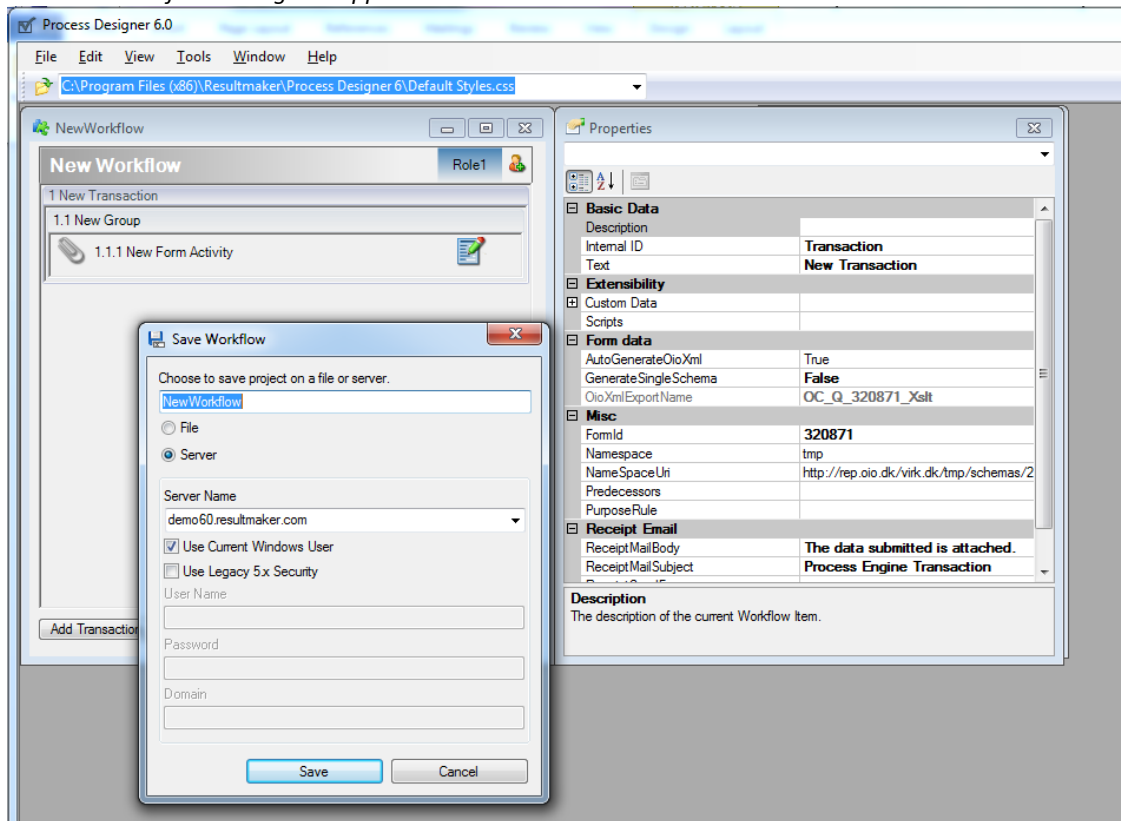 Process Designer 6.0
File Edit View Tools Window Help
C:\Program Files (x86)\Resultmaker\Process Designer 6\Default Styles.css
NewWorkflow
New Workflow Role1
1 New Transaction
1.1 New Group
1.1.1 New Form Activity
Add Transaction
Save Workflow
Choose to save project on a file or server.
NewWorkflow
File
Server
Server Name
demo60.resultmaker.com
Use Current Windows User
Use Legacy 5.x Security
User Name
Password
Domain
Save Cancel
Properties
Basic Data
Description
Internal ID Transaction
Text New Transaction
Extensibility
Custom Data
Scripts
Form data
AutoGenerateOioXml True
GenerateSingleSchema False
OioXmlExportName OC_Q_320871_Xslt
Misc
FormId 320871
Namespace tmp
NameSpaceUri http://rep.oio.dk/virk.dk/tmp/schemas/2
Predecessors
PurposeRule
Receipt Email
ReceiptMailBody The data submitted is attached.
ReceiptMailSubject Process Engine Transaction
Description
The description of the current Workflow Item.